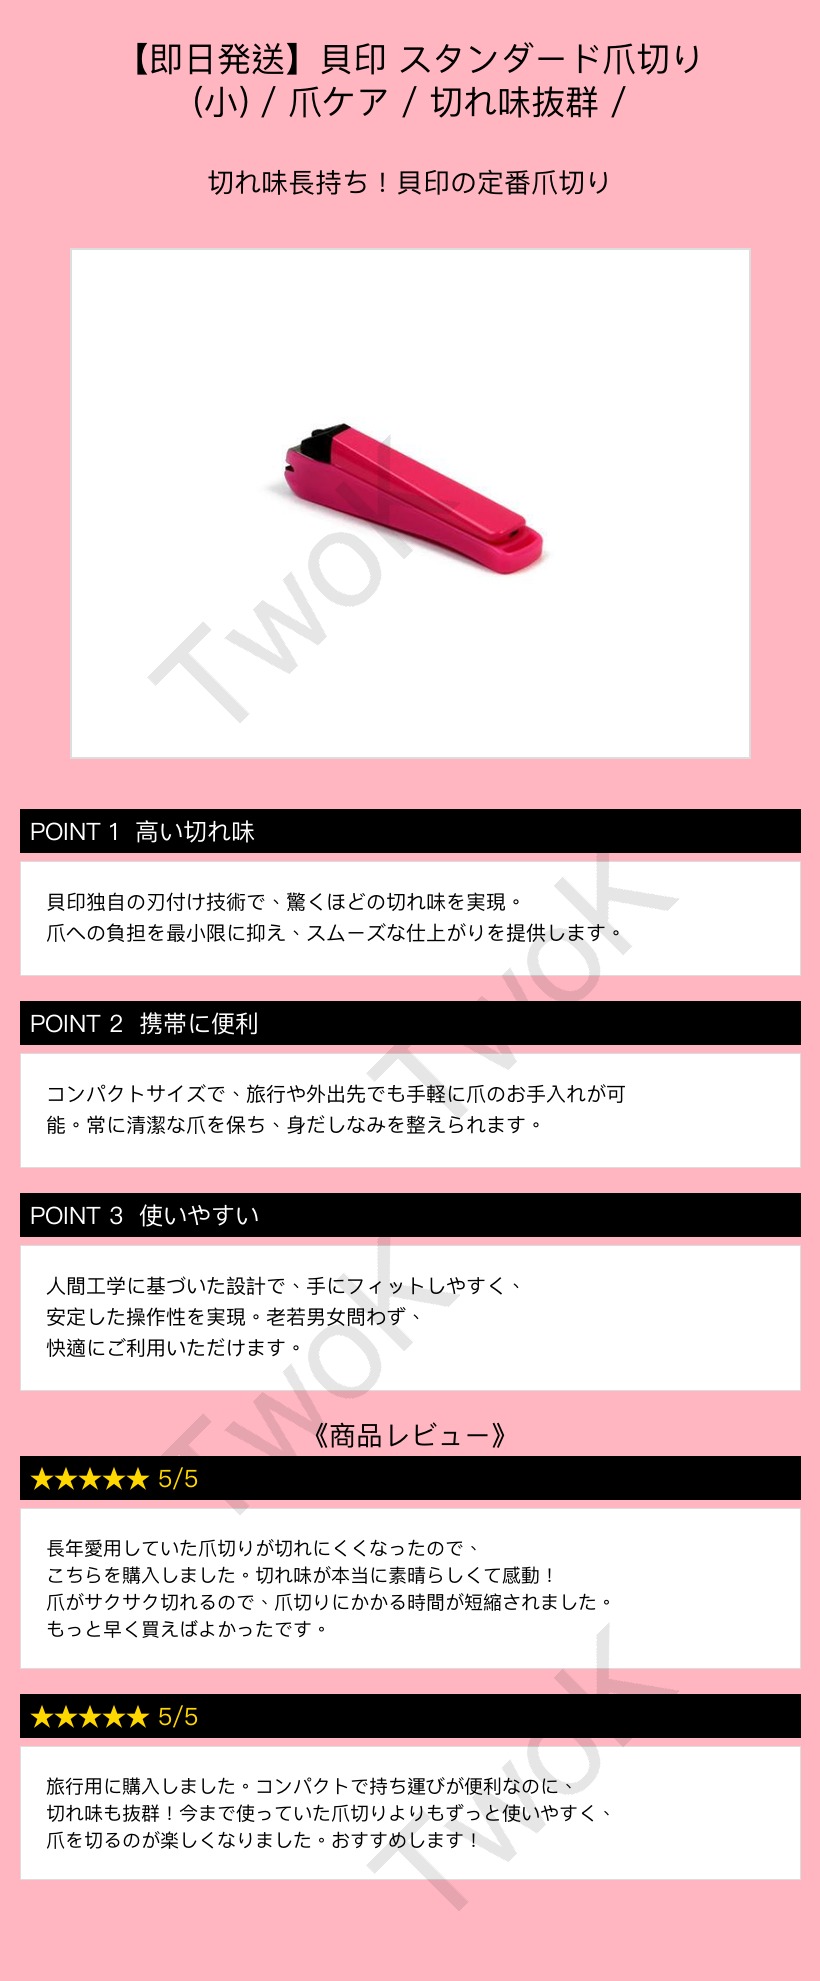 【即日発送】貝印 スタンダード爪切り
(小) / 爪ケア / 切れ味抜群 /
切れ味長持ち！貝印の定番爪切り
TwoK
POINT 1 高い切れ味
貝印独自の刃付け技術で、驚くほどの切れ味を実現。
爪への負担を最小限に抑え、スムーズな仕上がりを提供します。
TwoK
POINT 2 携帯に便利
コンパクトサイズで、旅行や外出先でも手軽に爪のお手入れが可
能。常に清潔な爪を保ち、身だしなみを整えられます。
POINT 3 使いやすい
人間工学に基づいた設計で、手にフィットしやすく、
安定した操作性を実現。老若男女問わず、
快適にご利用いただけます。
TwoK
《商品レビュー》
★★★★★ 5/5
長年愛用していた爪切りが切れにくくなったので、
こちらを購入しました。切れ味が本当に素晴らしくて感動！
爪がサクサク切れるので、爪切りにかかる時間が短縮されました。
もっと早く買えばよかったです。
★★★★★ 5/5
旅行用に購入しました。コンパクトで持ち運びが便利なのに、
切れ味も抜群！今まで使っていた爪切りよりもずっと使いやすく、
爪を切るのが楽しくなりました。おすすめします！
TwoK